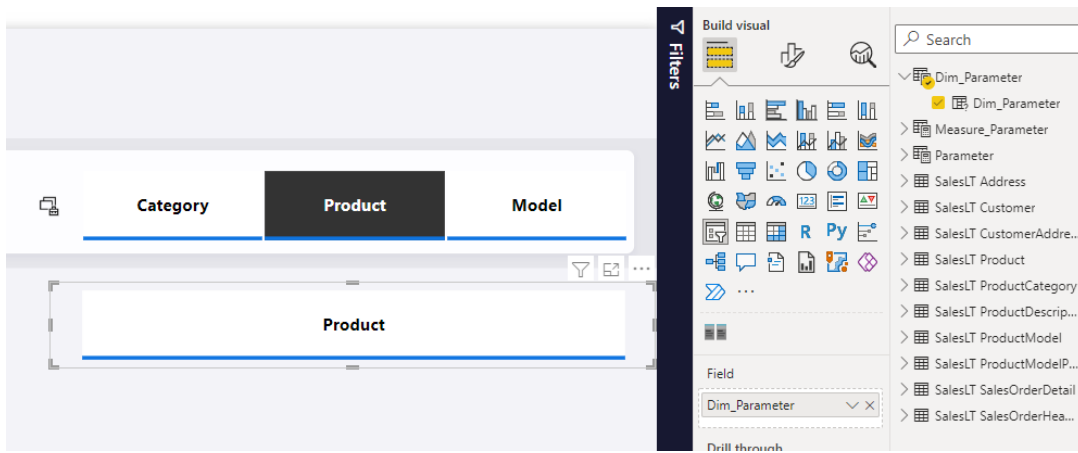 Build visual
Filters
Search
Dim_Parameter
Dim_Parameter
Measure_Parameter
Parameter
SalesLT Address
SalesLT Customer
SalesLT CustomerAddre...
SalesLT Product
SalesLT ProductCategory
SalesLT ProductDescrip...
SalesLT ProductModel
SalesLT ProductModelP...
SalesLT SalesOrderDetail
SalesLT SalesOrderHea...
Category Product Model
Product
123
R Py
Field
Dim_Parameter
Drill through